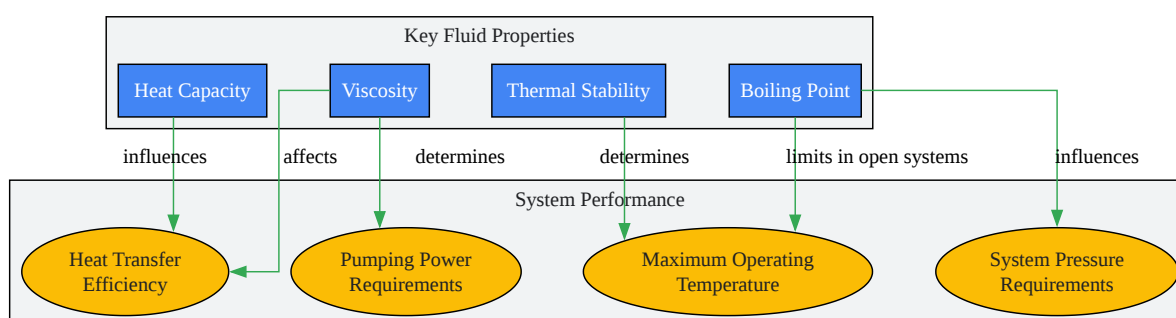 Key Fluid Properties
Heat Capacity
Viscosity
Thermal Stability
Boiling Point
influences
affects
determines
determines
limits in open systems
influences
System Performance
Heat Transfer
Efficiency
Pumping Power
Requirements
Maximum Operating
Temperature
System Pressure
Requirements